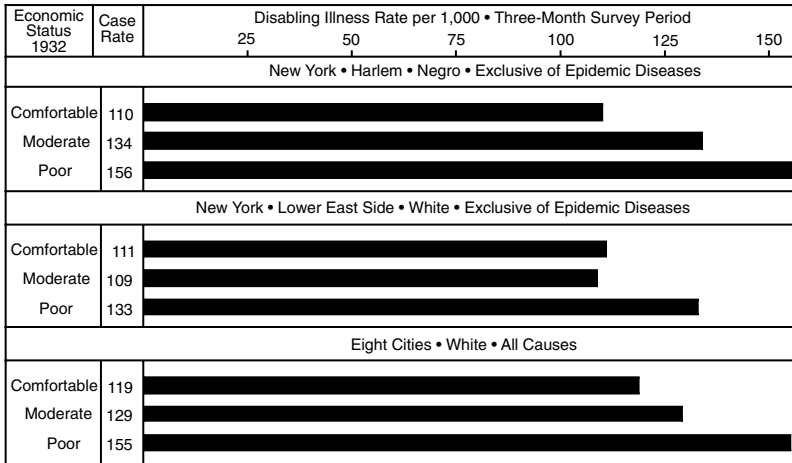 Economic Status 1932
Case Rate
Disabling Illness Rate per 1,000 • Three-Month Survey Period
25 50 75 100 125 150
New York • Harlem • Negro • Exclusive of Epidemic Diseases
Comfortable 110
Moderate 134
Poor 156
New York • Lower East Side • White • Exclusive of Epidemic Diseases
Comfortable 111
Moderate 109
Poor 133
Eight Cities • White • All Causes
Comfortable 119
Moderate 129
Poor 155